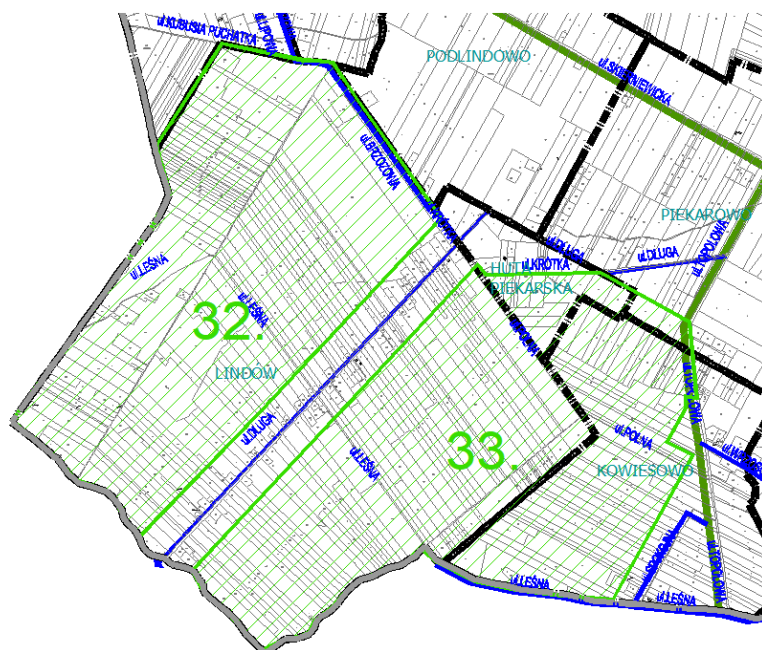 ul.KUBUSIA PUCHATKA
PODLINDOWO
ul.SKIERNIEWICKA
ul.BRZOZOWA
PIEKAROWO
ul.TOPOLOWA
ul.DŁUGA
ul.DŁUGA
ul.KRÓTKA
HUTA
PIEKARSKA
ul.LEŚNA
ul.LEŚNA
32.
LINDÓW
ul.POLNA
ul.DŁUGA
ul.LEŚNA
33.
ul.POLNA
KOWIESOWO
ul.TOPOLOWA
ul.LEŚNA
ul.LEŚNA